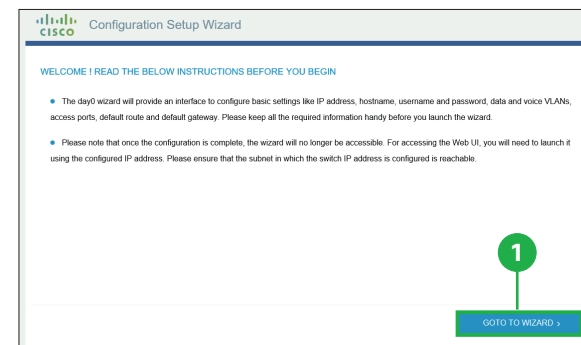 CISCO
Configuration Setup Wizard
WELCOME ! READ THE BELOW INSTRUCTIONS BEFORE YOU BEGIN
• The day0 wizard will provide an interface to configure basic settings like IP address, hostname, username and password, data and voice VLANs,
access ports, default route and default gateway. Please keep all the required information handy before you launch the wizard.
• Please note that once the configuration is complete, the wizard will no longer be accessible. For accessing the Web UI, you will need to launch it
using the configured IP address. Please ensure that the subnet in which the switch IP address is configured is reachable.
1
GOTO TO WIZARD >